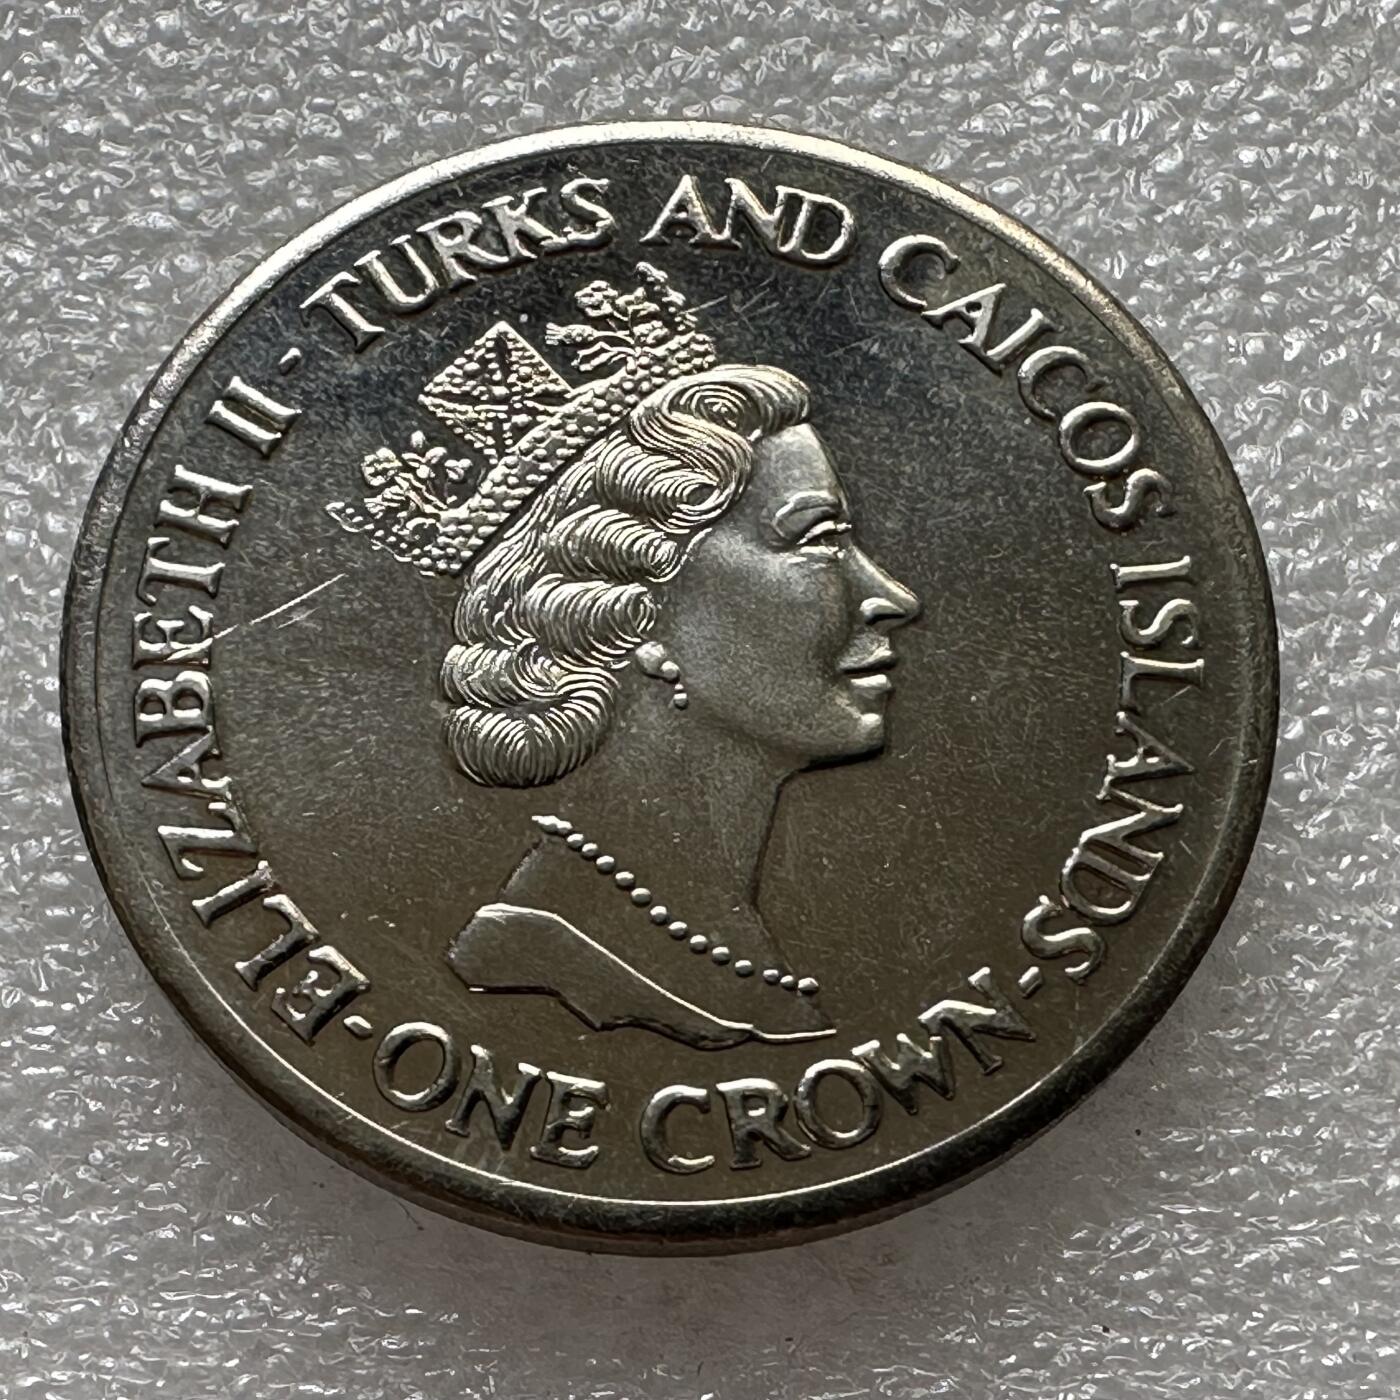 ELIZABETH II - TURKS AND CAICOS ISLANDS -
ONE CROWN -